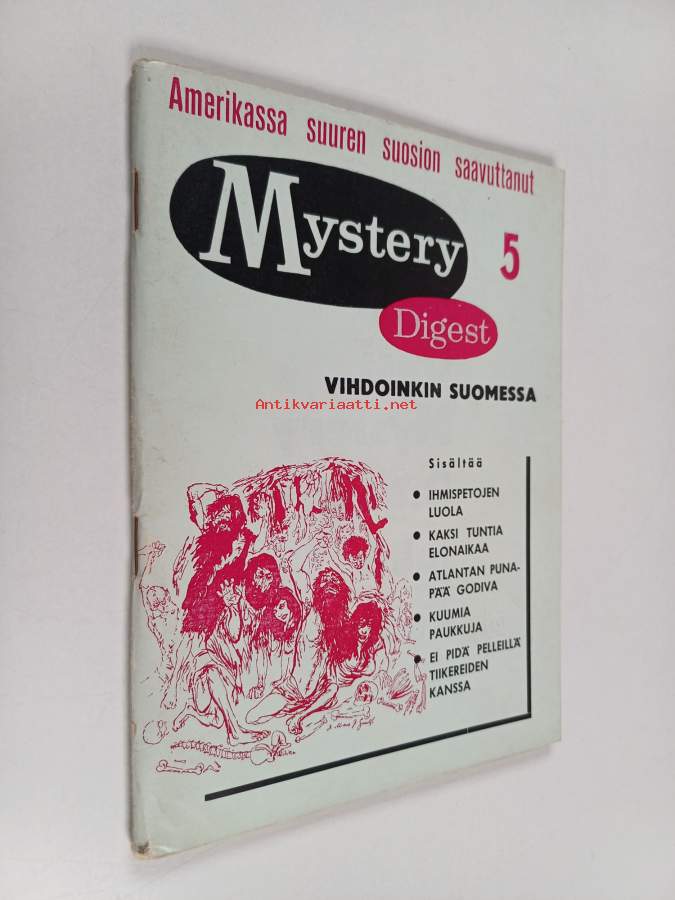 Amerikassa suuren suosion saavuttanut
Mystery
5
Digest
VIHDOINKIN SUOMESSA
Antikvariaatti.net
Sisältää
● IHMISPETOJEN
LUOLA
● KAKSI TUNTIA
ELONAIKAA
● ATLANTAN PUNA-
PÄÄ GODIVA
● KUUMIA
PAUKKUJA
● EI PIDÄ PELLEILLÄ
TIIKEREIDEN
KANSSA